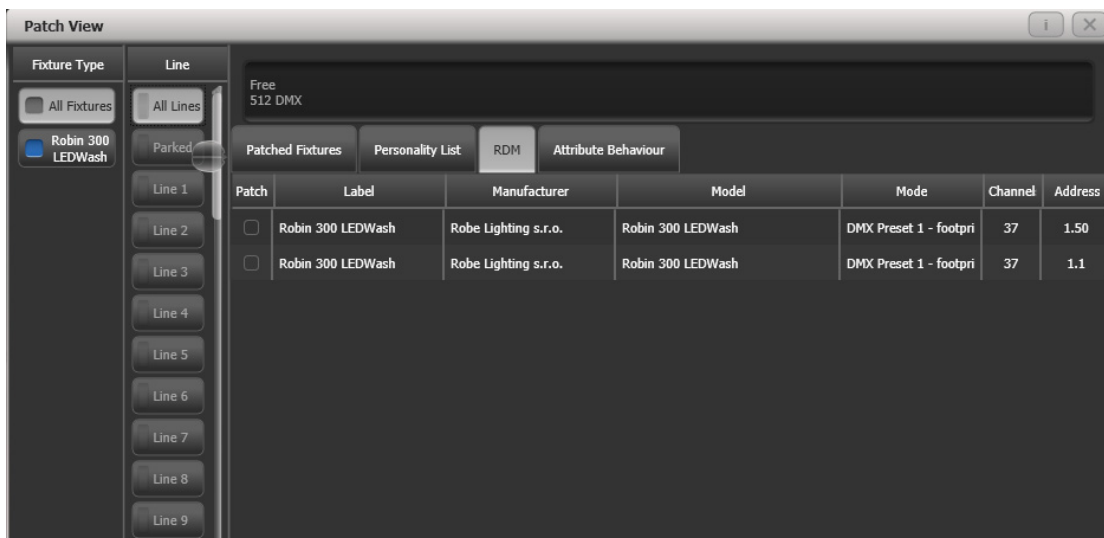 Patch View
i
Fixture Type
Line
All Fixtures
Robin 300
LEDWash
All Lines
Parked
Line 1
Line 2
Line 3
Line 4
Line 5
Line 6
Line 7
Line 8
Line 9
Free
512 DMX
Patched Fixtures Personality List RDM Attribute Behaviour
Patch Label Manufacturer Model Mode Channel Address
Robin 300 LEDWash Robe Lighting s.r.o. Robin 300 LEDWash DMX Preset 1 - footpri 37 1.50
Robin 300 LEDWash Robe Lighting s.r.o. Robin 300 LEDWash DMX Preset 1 - footpri 37 1.1